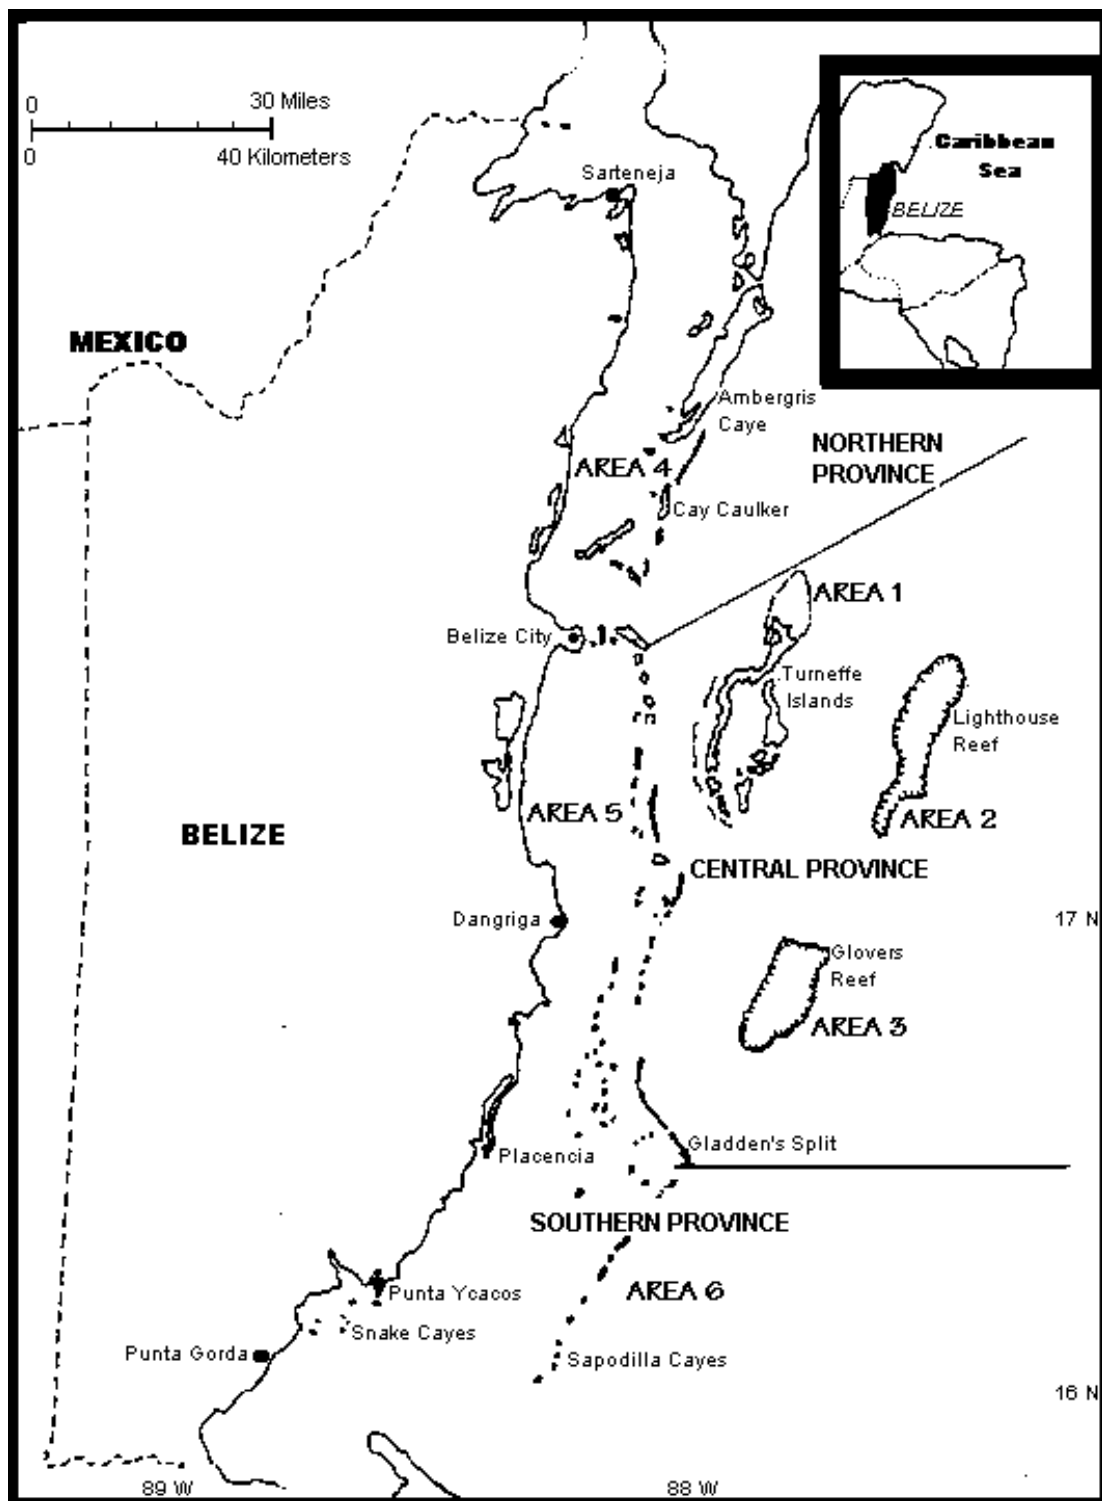 0
30 Miles
0
40 Kilometers
Caribbean
Sea
BELIZE
Sarteneja
MEXICO
Ambergris
Caye
NORTHERN
PROVINCE
AREA 4
Cay Caulker
AREA 1
Belize City
Turneffe
Islands
Lighthouse
Reef
AREA 5
AREA 2
BELIZE
CENTRAL PROVINCE
Dangriga
17 N
Glovers
Reef
AREA 3
Gladden's Split
Placencia
SOUTHERN PROVINCE
Punta Ycacos
AREA 6
Snake Cayes
Punta Gorda
Sapodilla Cayes
16 N
89 W
88 W